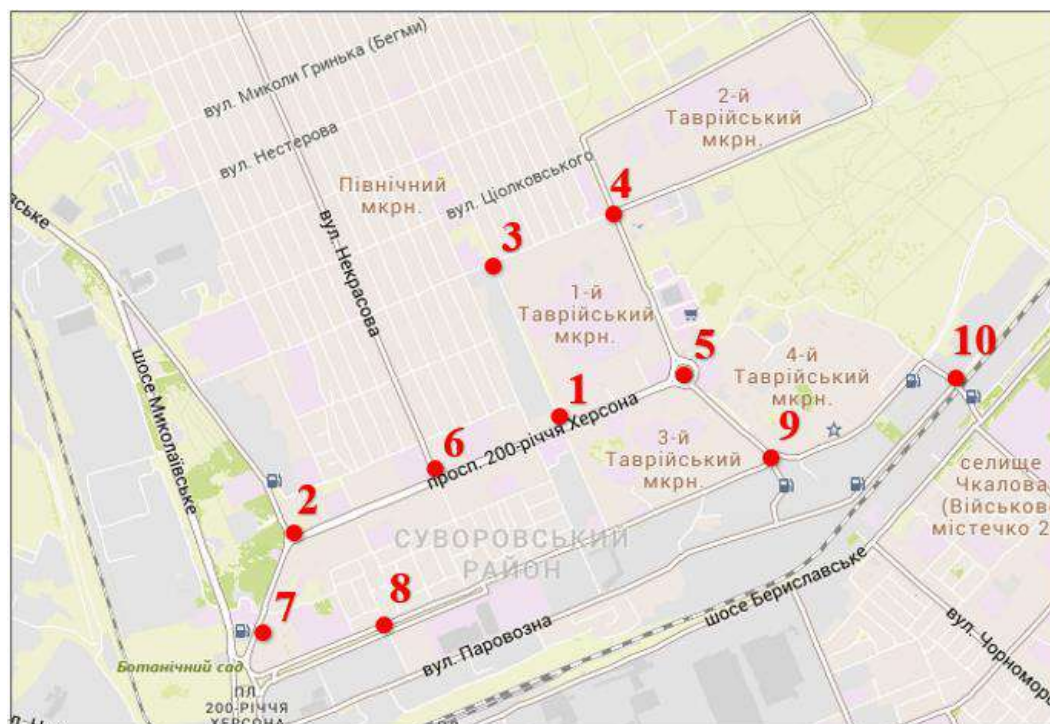 вул. Миколи Гринька (Бегми)
2-й
Таврійський
мкрн.
вул. Нестерова
вул. Ціолковського
Північний
мкрн.
4
вське
вул. Некрасова
3
1-й
Таврійський
мкрн.
шосе Миколаївське
5
4-й
Таврійський
мкрн.
10
1
просп. 200-річчя Херсона
6
3-й
Таврійський
мкрн.
9
селище
Чкалова
(Військове
містечко 2
2
СУВОРОВСЬКИЙ
РАЙОН
7
8
вул. Паровозна
шосе Бериславське
вул. Чорноморс
Ботанічний сад
ПЛ.
200-РІЧЧЯ
ХЕРСОНА